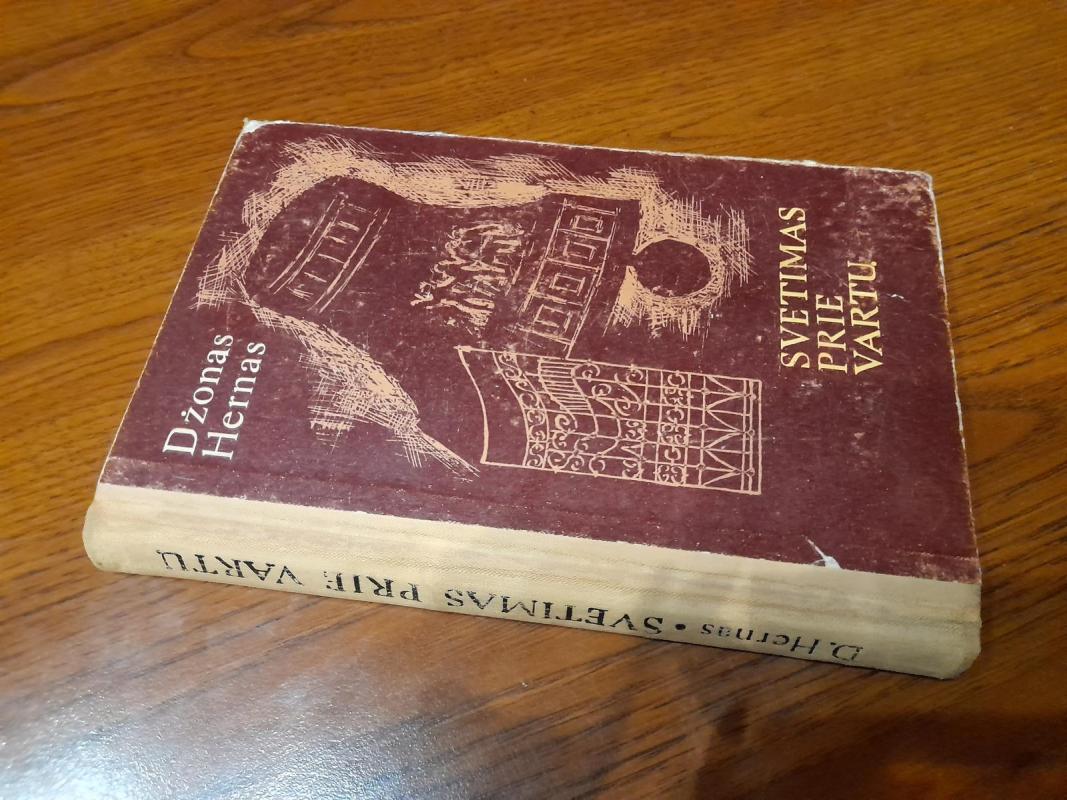 Džonas
Hernas
SVETIMAS
PRIE
VARTŲ
D. Hernas • SVETIMAS PRIE VARTŲ